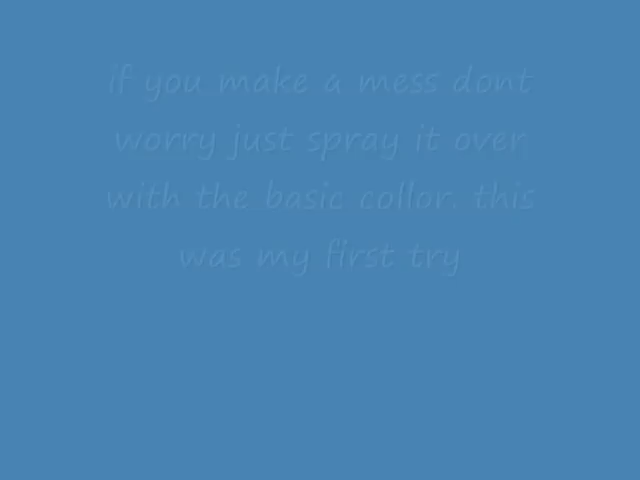 if you make a mess dont
worry just spray it over
with the basic collor. this
was my first try